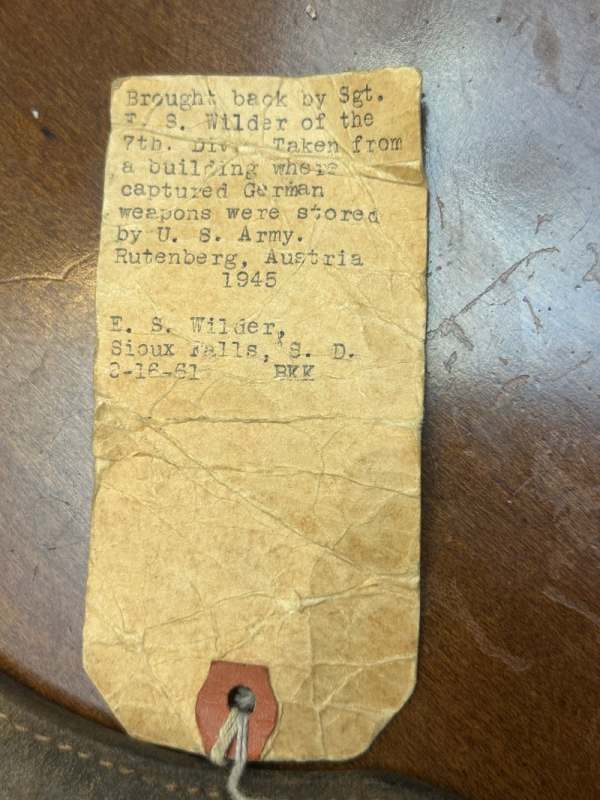 Brought back by Sgt.
E. S. Wilder of the
7th. Div. Taken from
a building where
captured German
weapons were stored
by U. S. Army.
Rutenberg, Austria
1945
E. S. Wilder,
Sioux Falls, S. D.
BKK